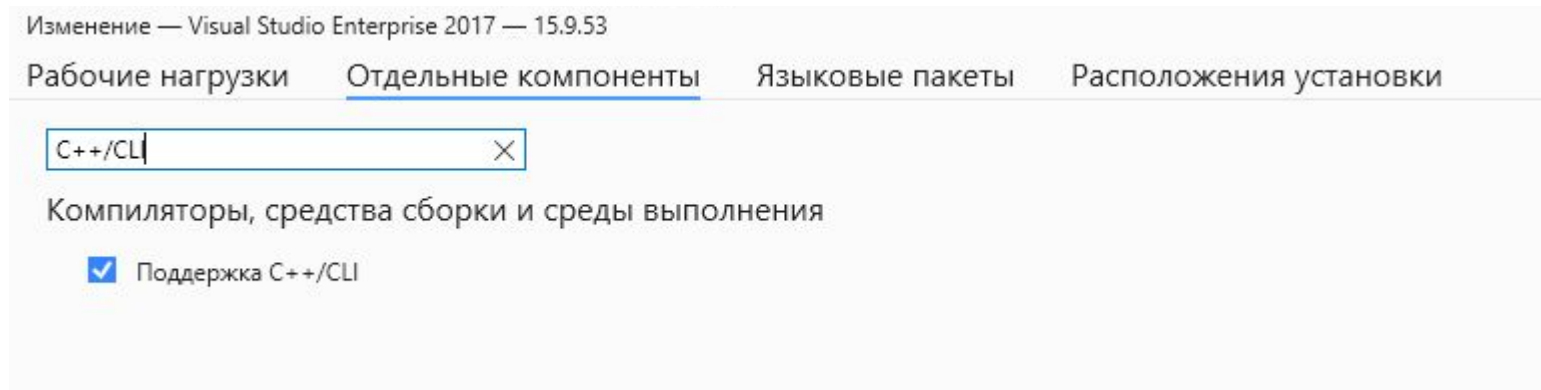 Изменение — Visual Studio Enterprise 2017 — 15.9.53
Рабочие нагрузки Отдельные компоненты Языковые пакеты Расположения установки
C++/CLI
Компиляторы, средства сборки и среды выполнения
Поддержка C++/CLI